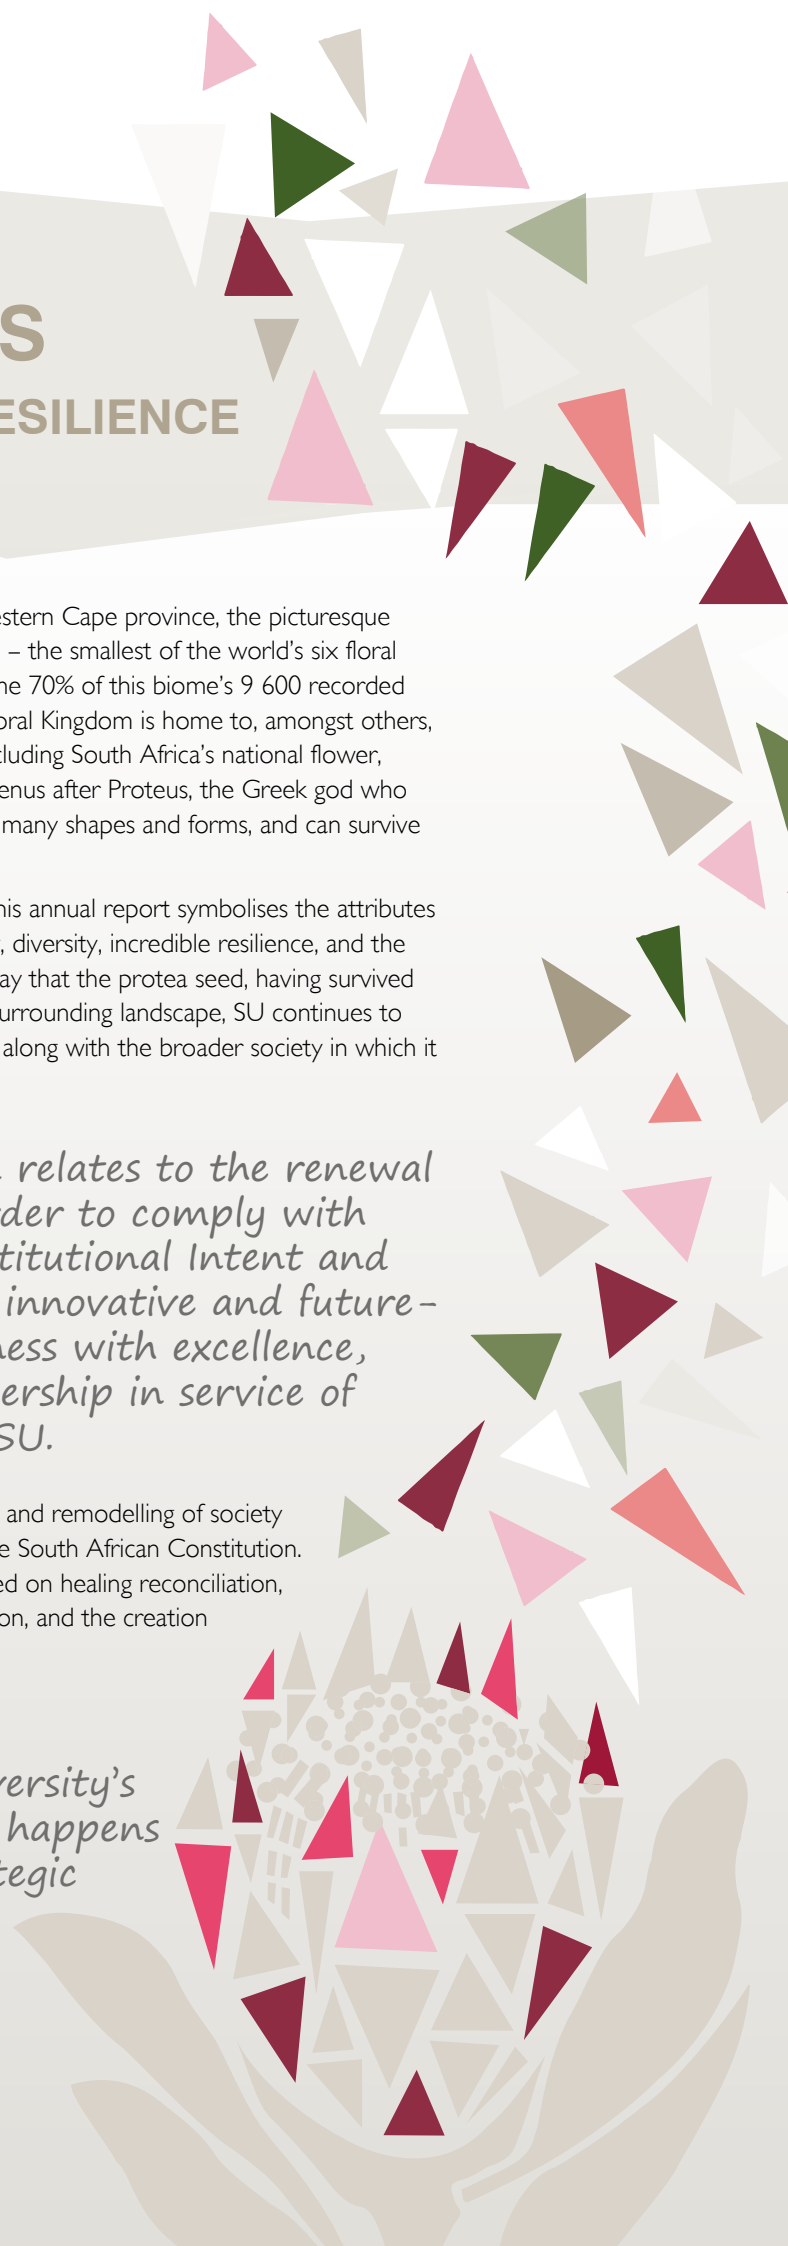 S
ESILIENCE
estern Cape province, the picturesque
– the smallest of the world's six floral
me 70% of this biome's 9 600 recorded
oral Kingdom is home to, amongst others,
cluding South Africa's national flower,
enus after Proteus, the Greek god who
many shapes and forms, and can survive
his annual report symbolises the attributes
, diversity, incredible resilience, and the
ay that the protea seed, having survived
urrounding landscape, SU continues to
along with the broader society in which it
relates to the renewal
rder to comply with
titutional Intent and
innovative and future-
ness with excellence,
ership in service of
SU.
and remodelling of society
e South African Constitution.
ed on healing reconciliation,
on, and the creation
versity's
happens
tegic